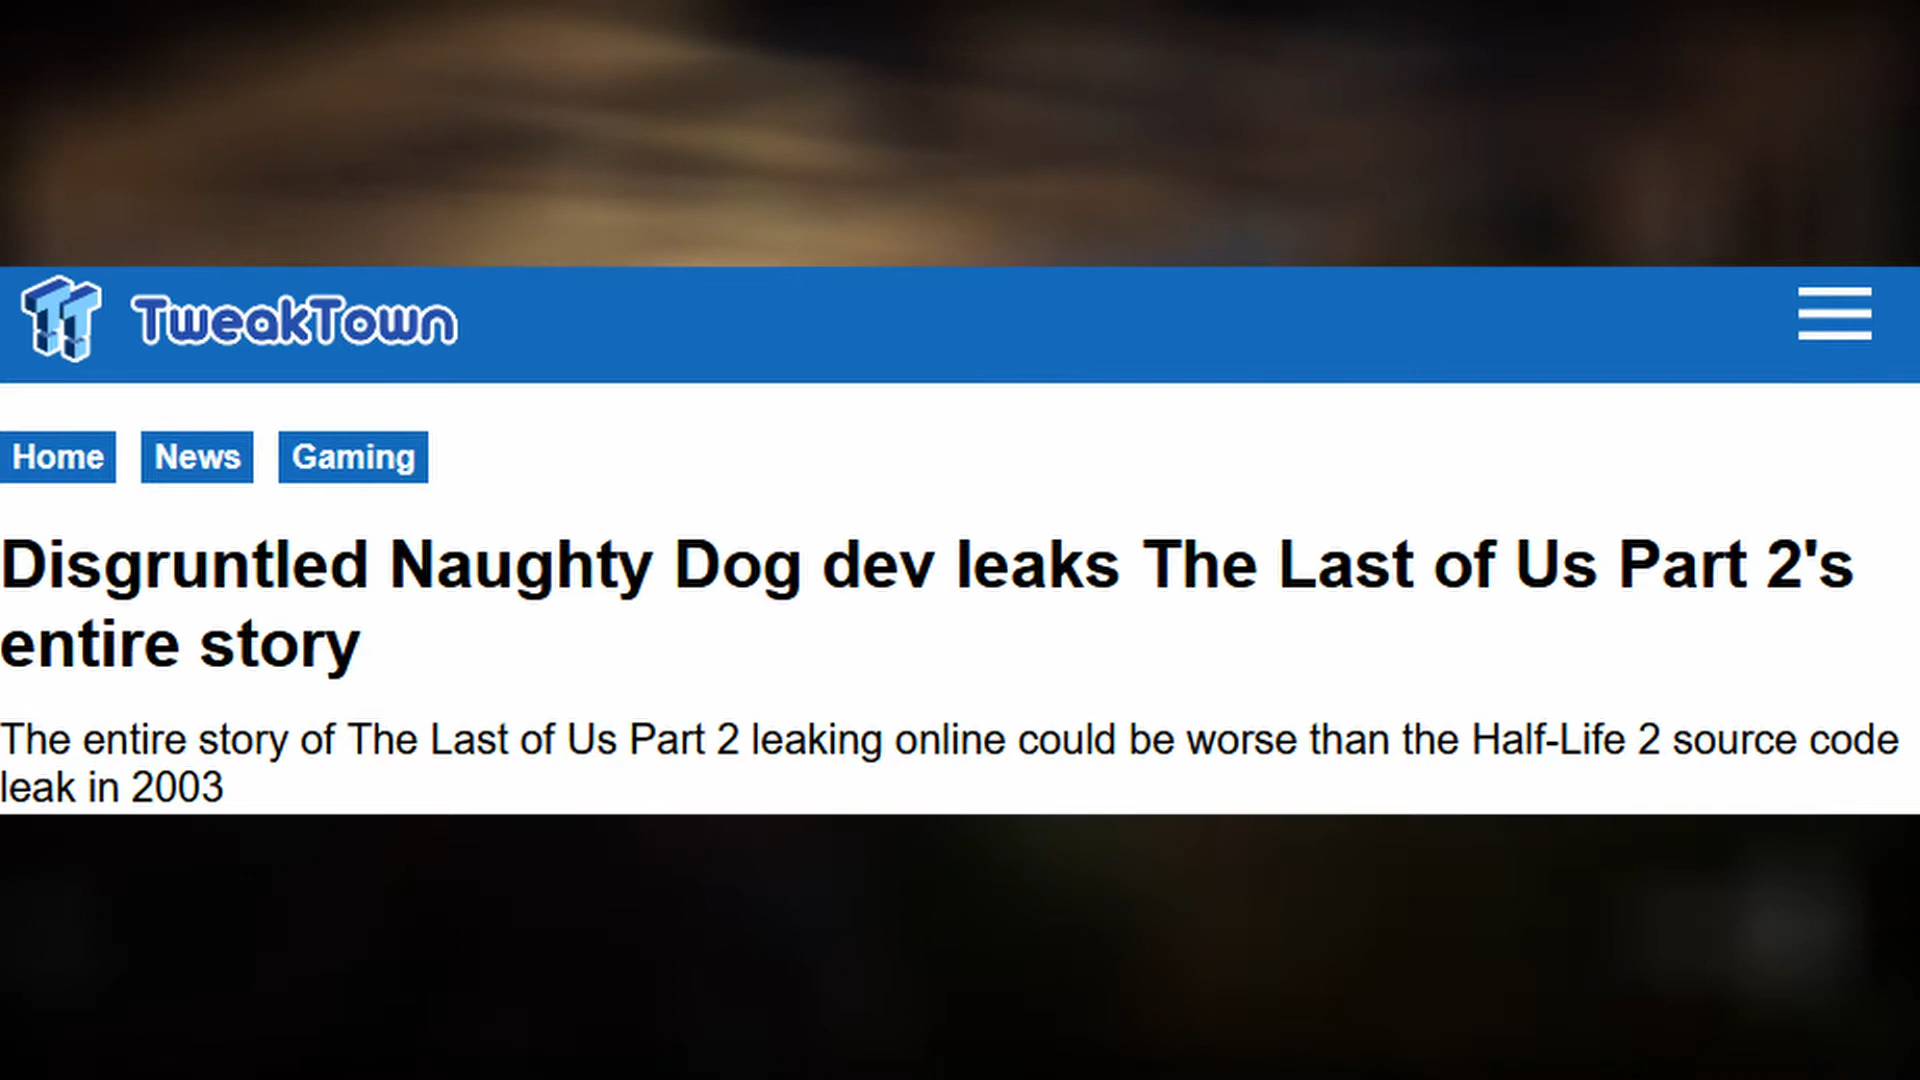 TweakTown
Home News Gaming
Disgruntled Naughty Dog dev leaks The Last of Us Part 2's
entire story
The entire story of The Last of Us Part 2 leaking online could be worse than the Half-Life 2 source code
leak in 2003